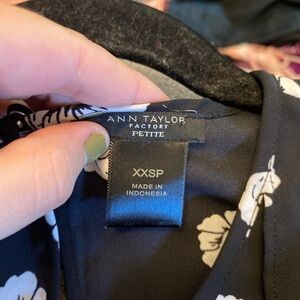 ANN TAYLOR
FACTORY
PETITE
XXSP
MADE IN
INDONESIA